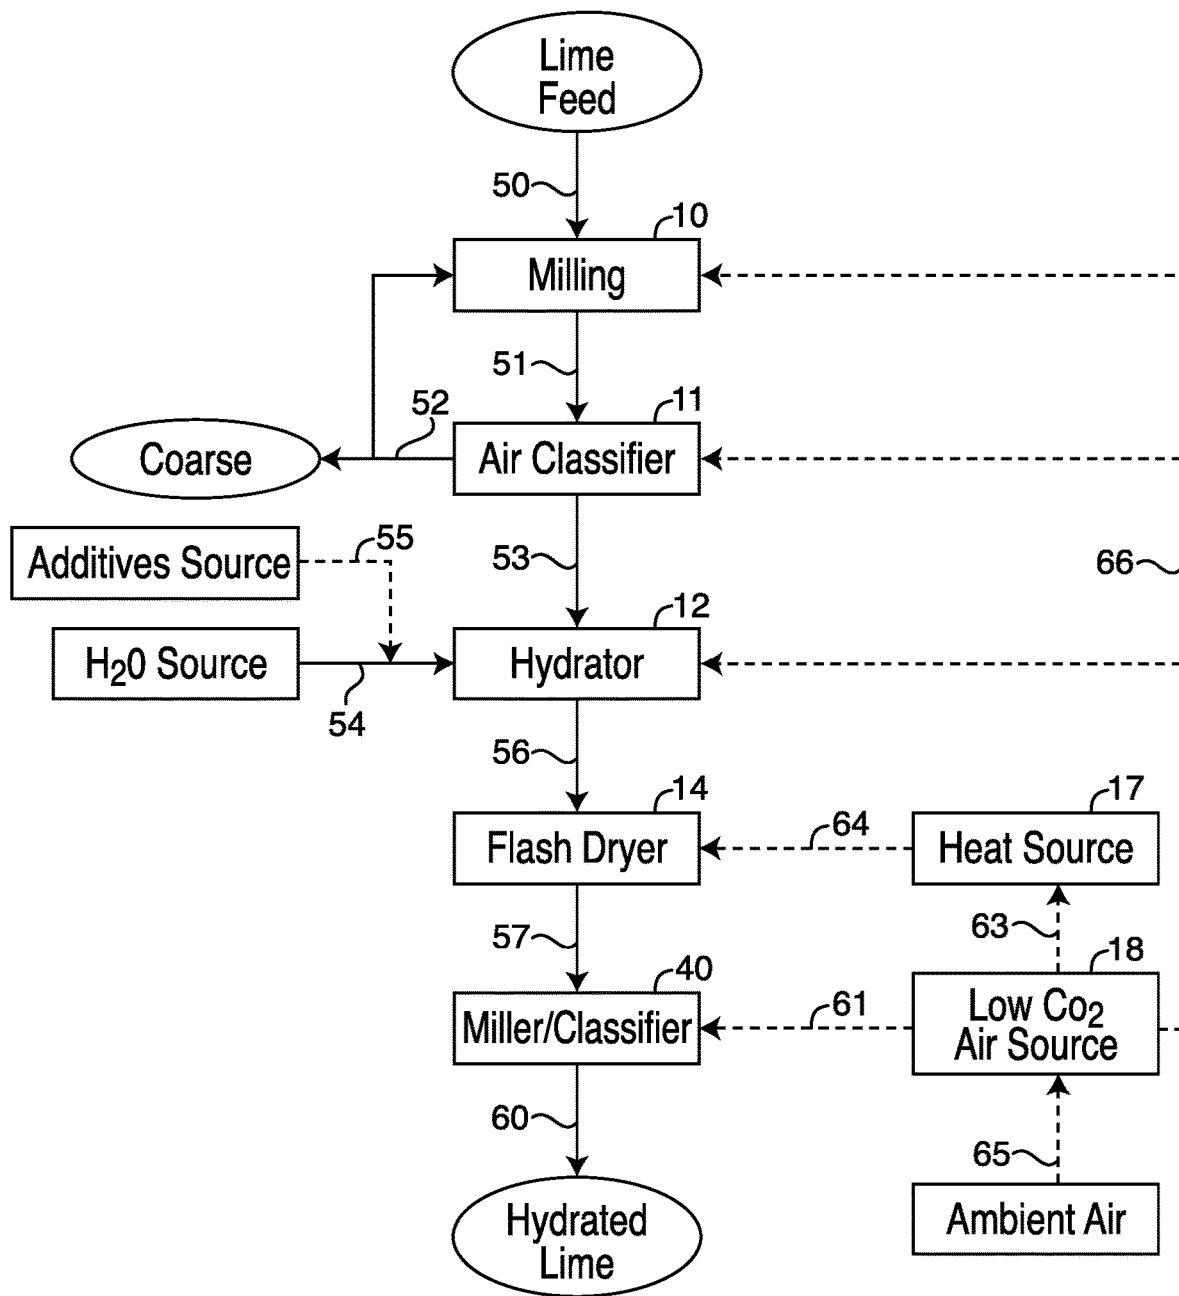 Lime
Feed
50
10
Milling
51
11
52
Coarse
Air Classifier
55
Additives Source
53
66
12
H₂0 Source
Hydrator
54
56
14
17
64
Flash Dryer
Heat Source
57
63
40
18
61
Miller/Classifier
Low Co₂
Air Source
60
65
Hydrated
Lime
Ambient Air